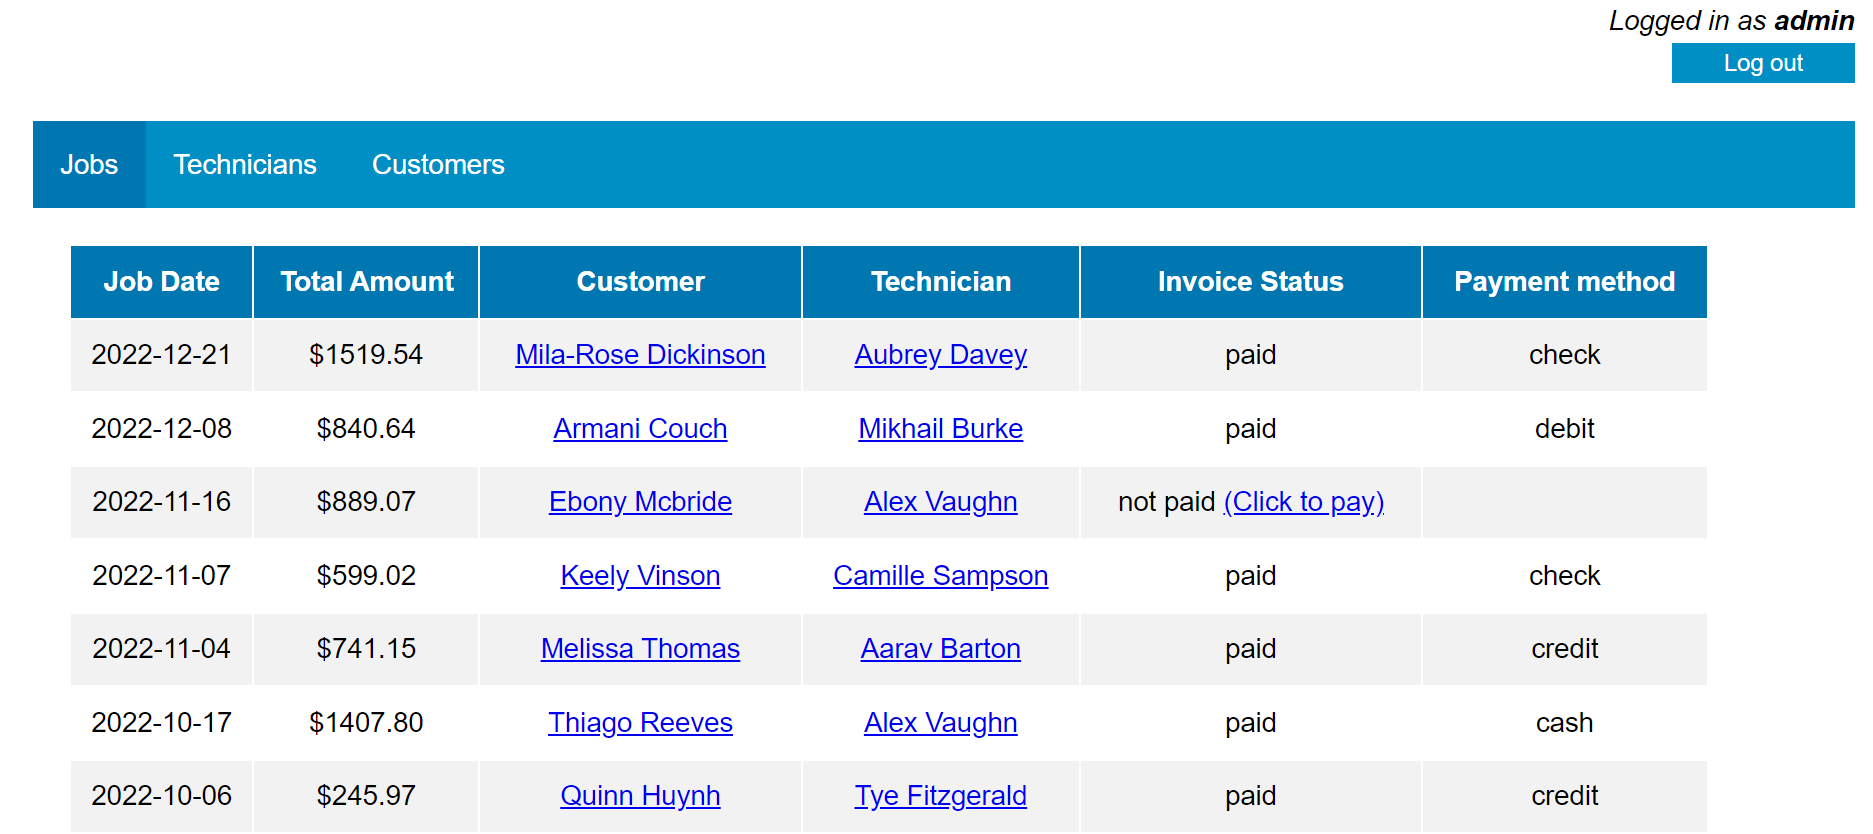 Logged in as admin
Log out
Jobs Technicians Customers
Job Date Total Amount Customer Technician Invoice Status Payment method
2022-12-21 $1519.54 Mila-Rose Dickinson Aubrey Davey paid check
2022-12-08 $840.64 Armani Couch Mikhail Burke paid debit
2022-11-16 $889.07 Ebony Mcbride Alex Vaughn not paid (Click to pay)
2022-11-07 $599.02 Keely Vinson Camille Sampson paid check
2022-11-04 $741.15 Melissa Thomas Aarav Barton paid credit
2022-10-17 $1407.80 Thiago Reeves Alex Vaughn paid cash
2022-10-06 $245.97 Quinn Huynh Tye Fitzgerald paid credit